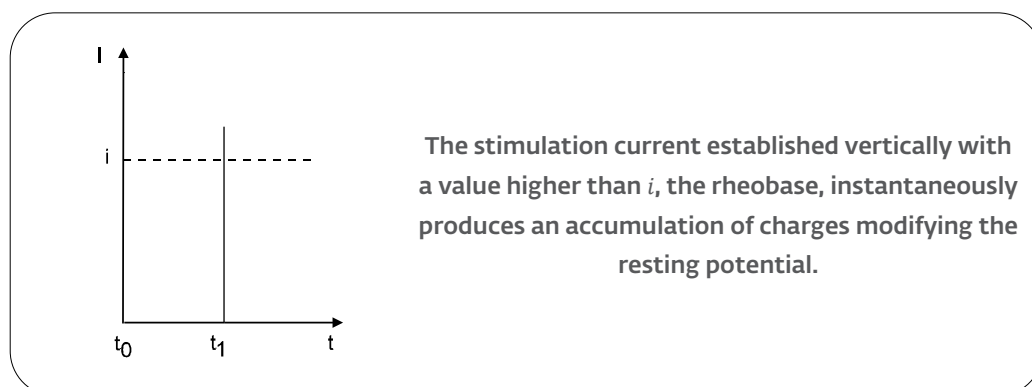 I
i
t0
t1
t
The stimulation current established vertically with
a value higher than i, the rheobase, instantaneously
produces an accumulation of charges modifying the
resting potential.